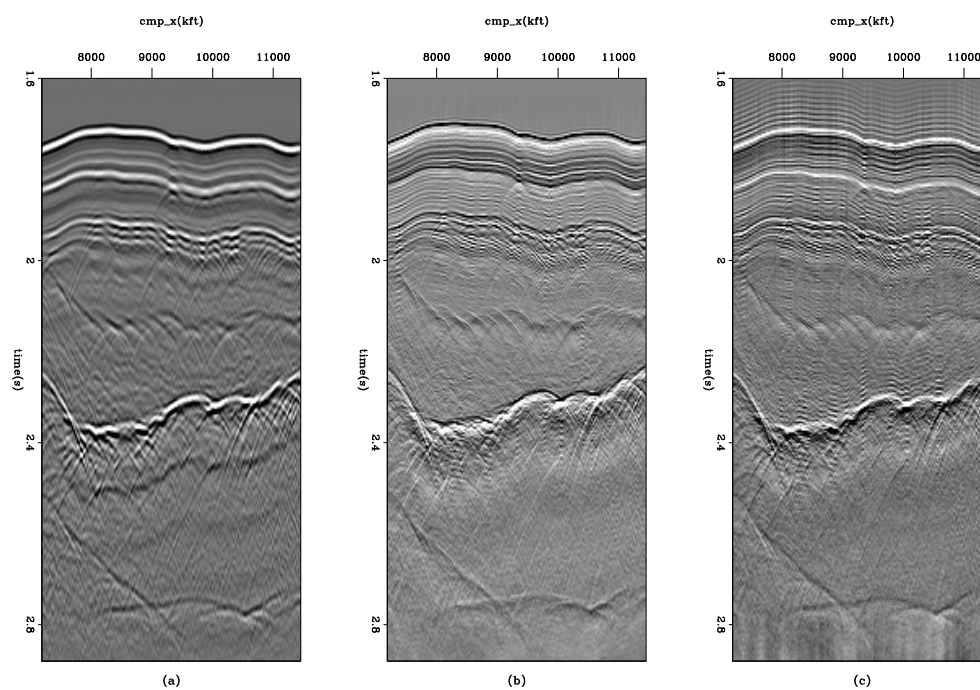 cmp_x(kft) cmp_x(kft) cmp_x(kft)
8000 9000 10000 11000 8000 9000 10000 11000 8000 9000 10000 11000
1.6 1.6 1.6
2 2 2
time(s) time(s) time(s)
2.4 2.4 2.4
2.8 2.8 2.8
(a) (b) (c)